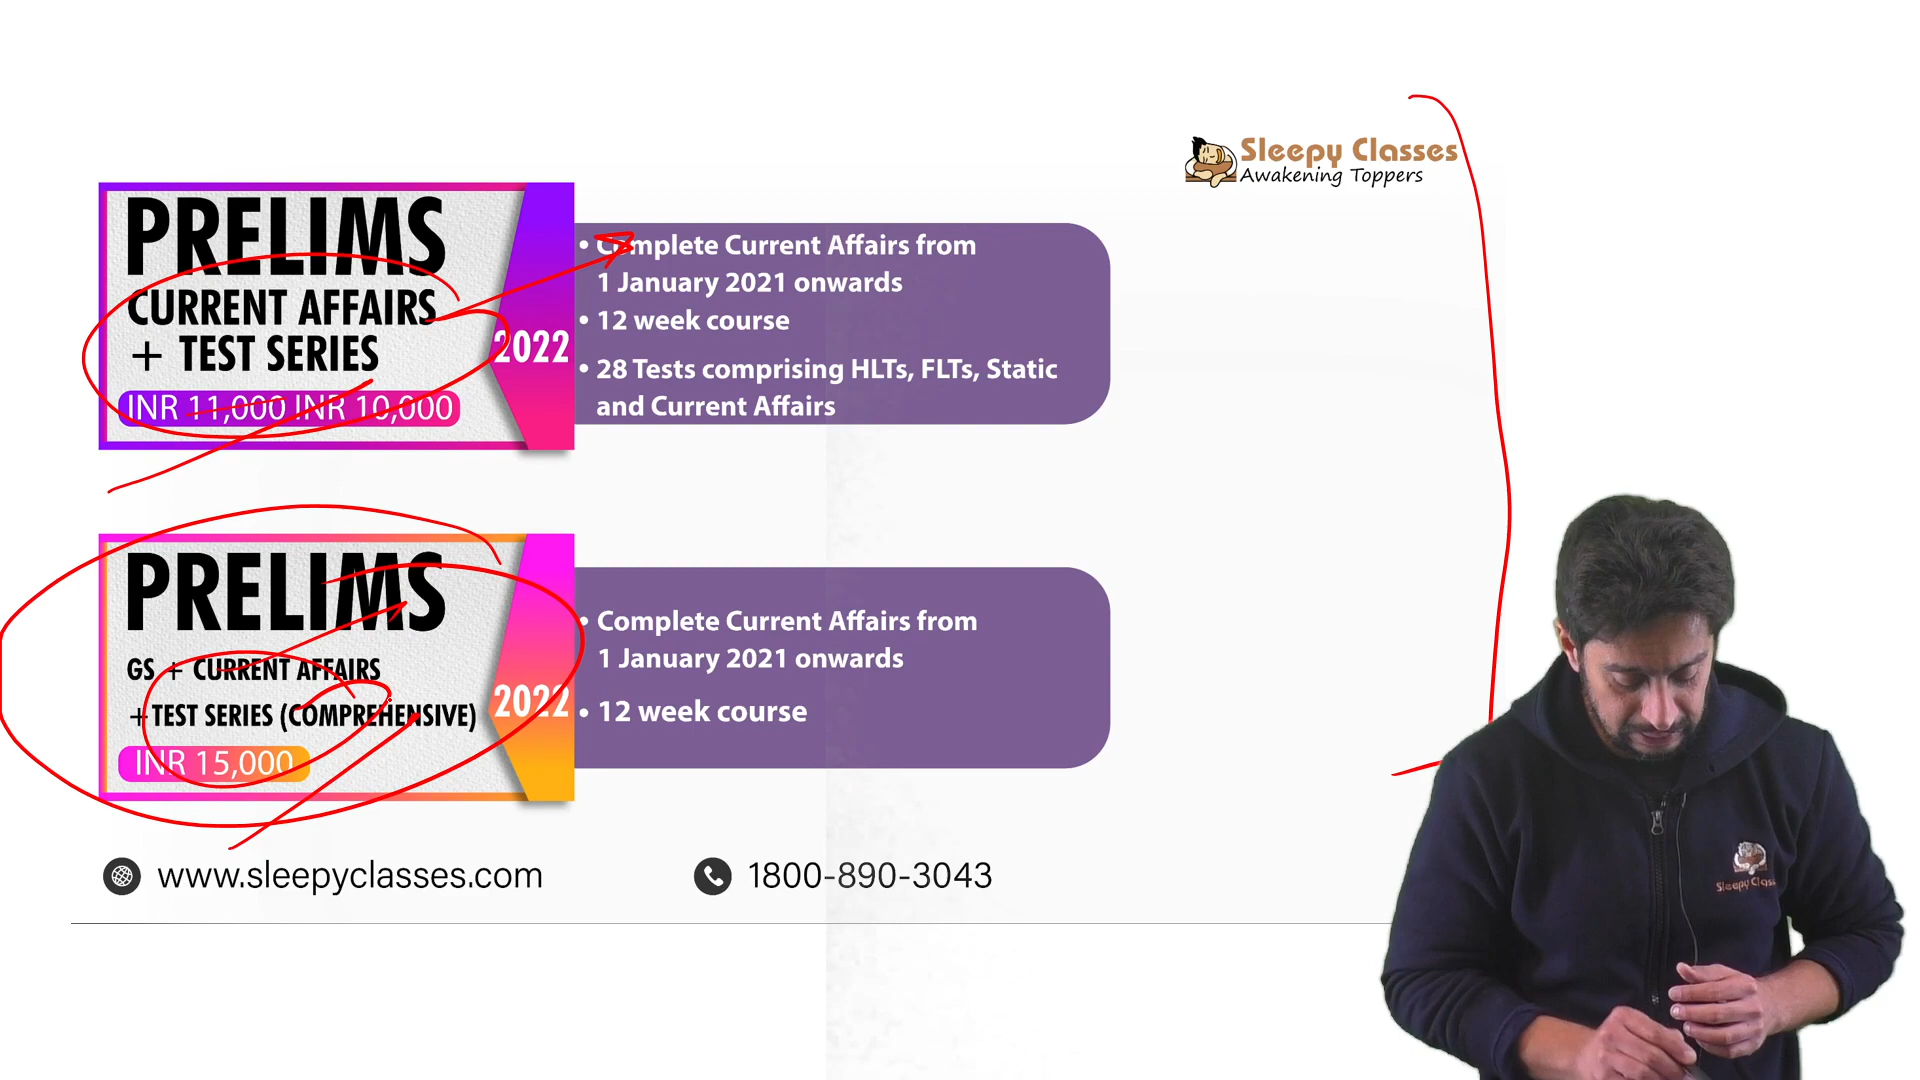 Sleepy Classes
Awakening Toppers
PRELIMS
CURRENT AFFAIRS
+ TEST SERIES
INR 11,000 INR 10,000
2022
• Complete Current Affairs from
1 January 2021 onwards
• 12 week course
• 28 Tests comprising HLTs, FLTs, Static
and Current Affairs
PRELIMS
GS + CURRENT AFFAIRS
+TEST SERIES (COMPREHENSIVE)
INR 15,000
2022
• Complete Current Affairs from
1 January 2021 onwards
• 12 week course
www.sleepyclasses.com
1800-890-3043
Sleepy Class